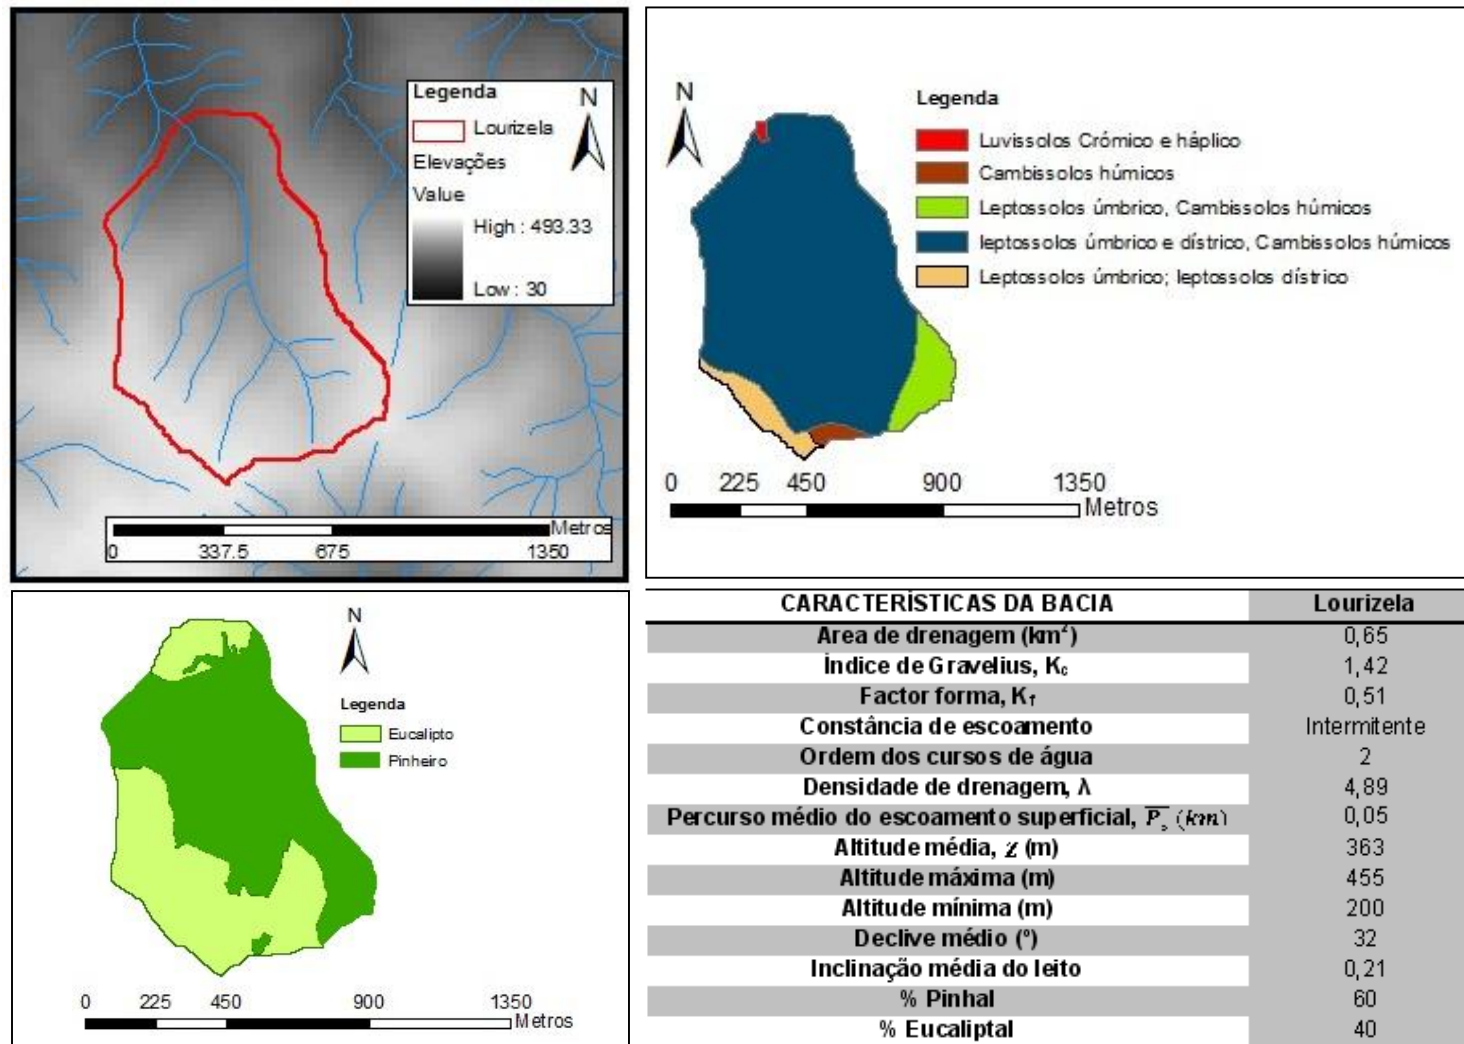 Legenda
N
Lourizela
Elevações
Value
High : 493.33
Low : 30
Metros
0 337.5 675 1350
N
Legenda
Luvissolos Crómico e háplico
Cambissolos húmicos
Leptossolos úmbrico, Cambissolos húmicos
leptossolos úmbrico e dístrico, Cambissolos húmicos
Leptossolos úmbrico; leptossolos dístrico
0 225 450 900 1350
Metros
N
Legenda
Eucalipto
Pinheiro
0 225 450 900 1350
Metros
CARACTERÍSTICAS DA BACIA Lourizela
Área de drenagem (km²) 0,65
Índice de Gravelius, Kc 1,42
Factor forma, Kf 0,51
Constância de escoamento Intermitente
Ordem dos cursos de água 2
Densidade de drenagem, λ 4,89
Percurso médio do escoamento superficial, Ps (km) 0,05
Altitude média, z (m) 363
Altitude máxima (m) 455
Altitude mínima (m) 200
Declive médio (°) 32
Inclinação média do leito 0,21
% Pinhal 60
% Eucaliptal 40